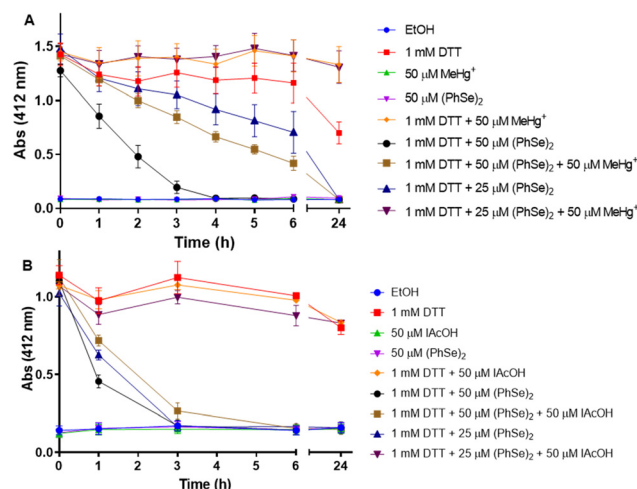 A
Abs (412 nm)
1.5
1.0
0.5
0.0
0 1 2 3 4 5 6 24
Time (h)
EtOH
1 mM DTT
50 μM MeHg⁺
50 μM (PhSe)₂
1 mM DTT + 50 μM MeHg⁺
1 mM DTT + 50 μM (PhSe)₂
1 mM DTT + 50 μM (PhSe)₂ + 50 μM MeHg⁺
1 mM DTT + 25 μM (PhSe)₂
1 mM DTT + 25 μM (PhSe)₂ + 50 μM MeHg⁺
B
Abs (412 nm)
1.0
0.5
0.0
0 1 2 3 4 5 6 24
Time (h)
EtOH
1 mM DTT
50 μM IAcOH
50 μM (PhSe)₂
1 mM DTT + 50 μM IAcOH
1 mM DTT + 50 μM (PhSe)₂
1 mM DTT + 50 μM (PhSe)₂ + 50 μM IAcOH
1 mM DTT + 25 μM (PhSe)₂
1 mM DTT + 25 μM (PhSe)₂ + 50 μM IAcOH